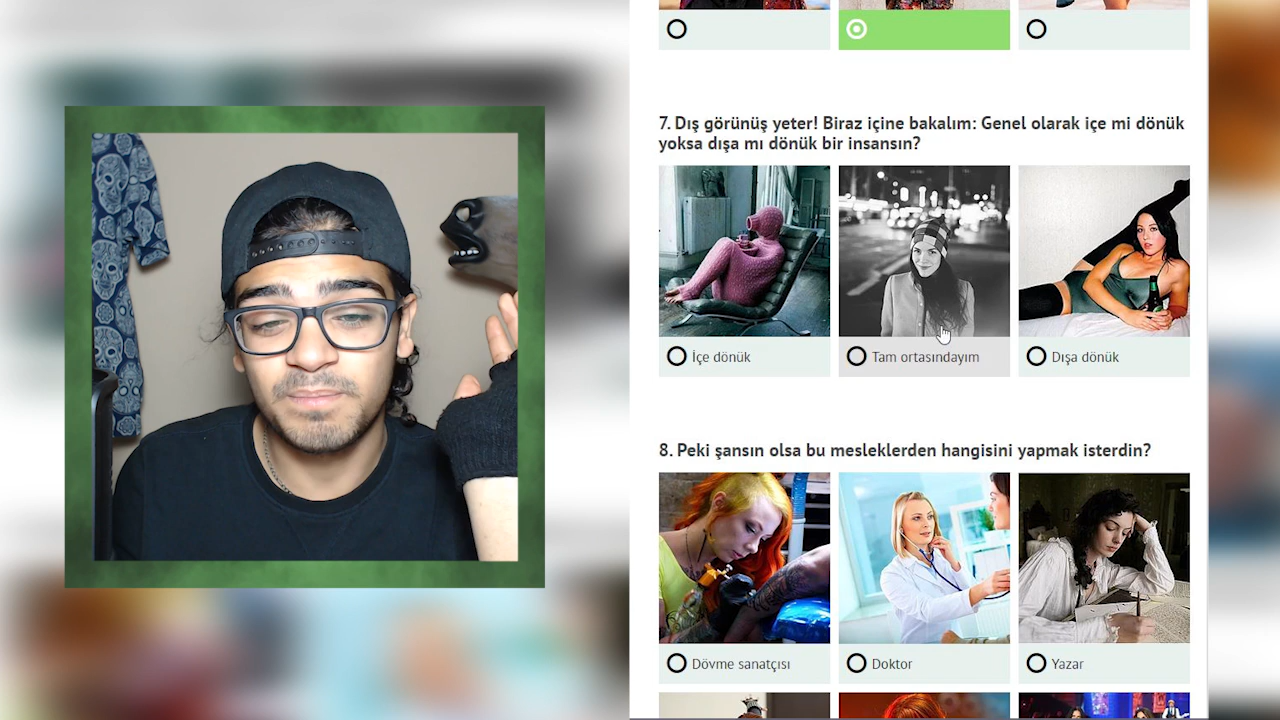 7. Dış görünüş yeter! Biraz içine bakalım: Genel olarak içe mi dönük
yoksa dışa mı dönük bir insansın?
İçe dönük
Tam ortasındayım
Dışa dönük
8. Peki şansın olsa bu mesleklerden hangisini yapmak isterdin?
Dövme sanatçısı
Doktor
Yazar